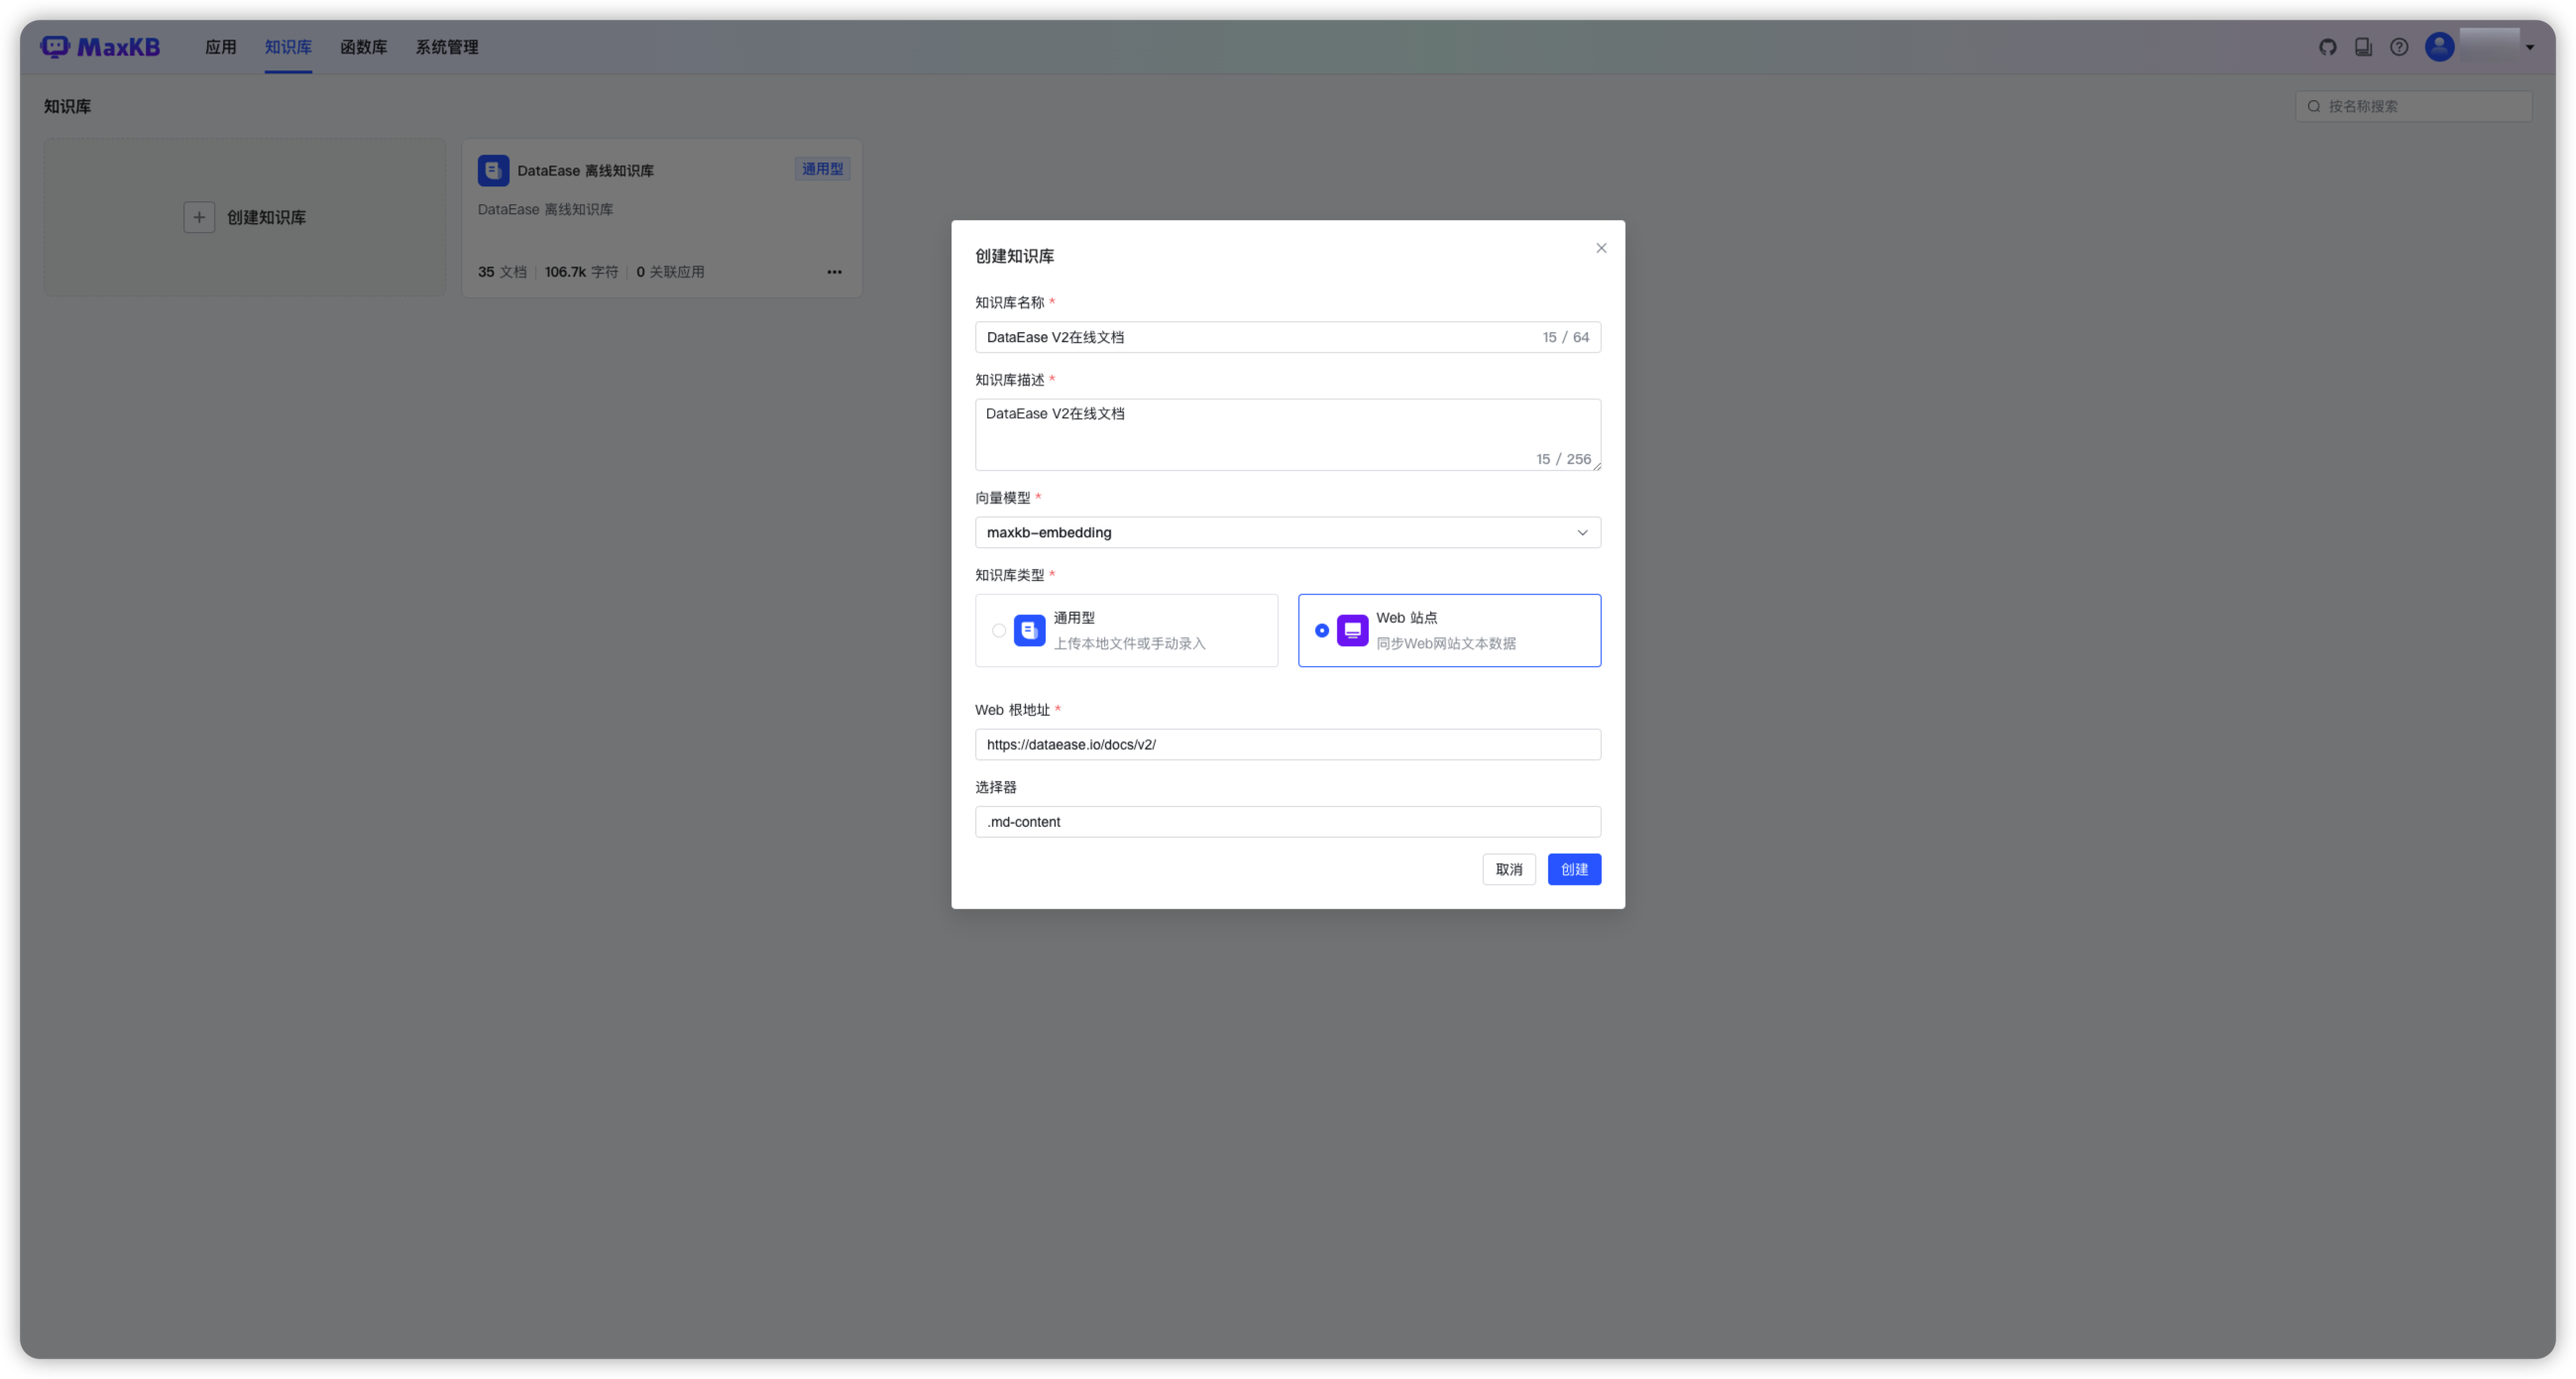 MaxKB
应用 知识库 函数库 系统管理
知识库
按名称搜索
创建知识库
DataEase 离线知识库
通用型
DataEase 离线知识库
35 文档 106.7k 字符 0 关联应用
创建知识库
知识库名称 *
DataEase V2在线文档 15 / 64
知识库描述 *
DataEase V2在线文档
15 / 256
向量模型 *
maxkb-embedding
知识库类型 *
通用型
上传本地文件或手动录入
Web 站点
同步Web网站文本数据
Web 根地址 *
https://dataease.io/docs/v2/
选择器
.md-content
取消 创建